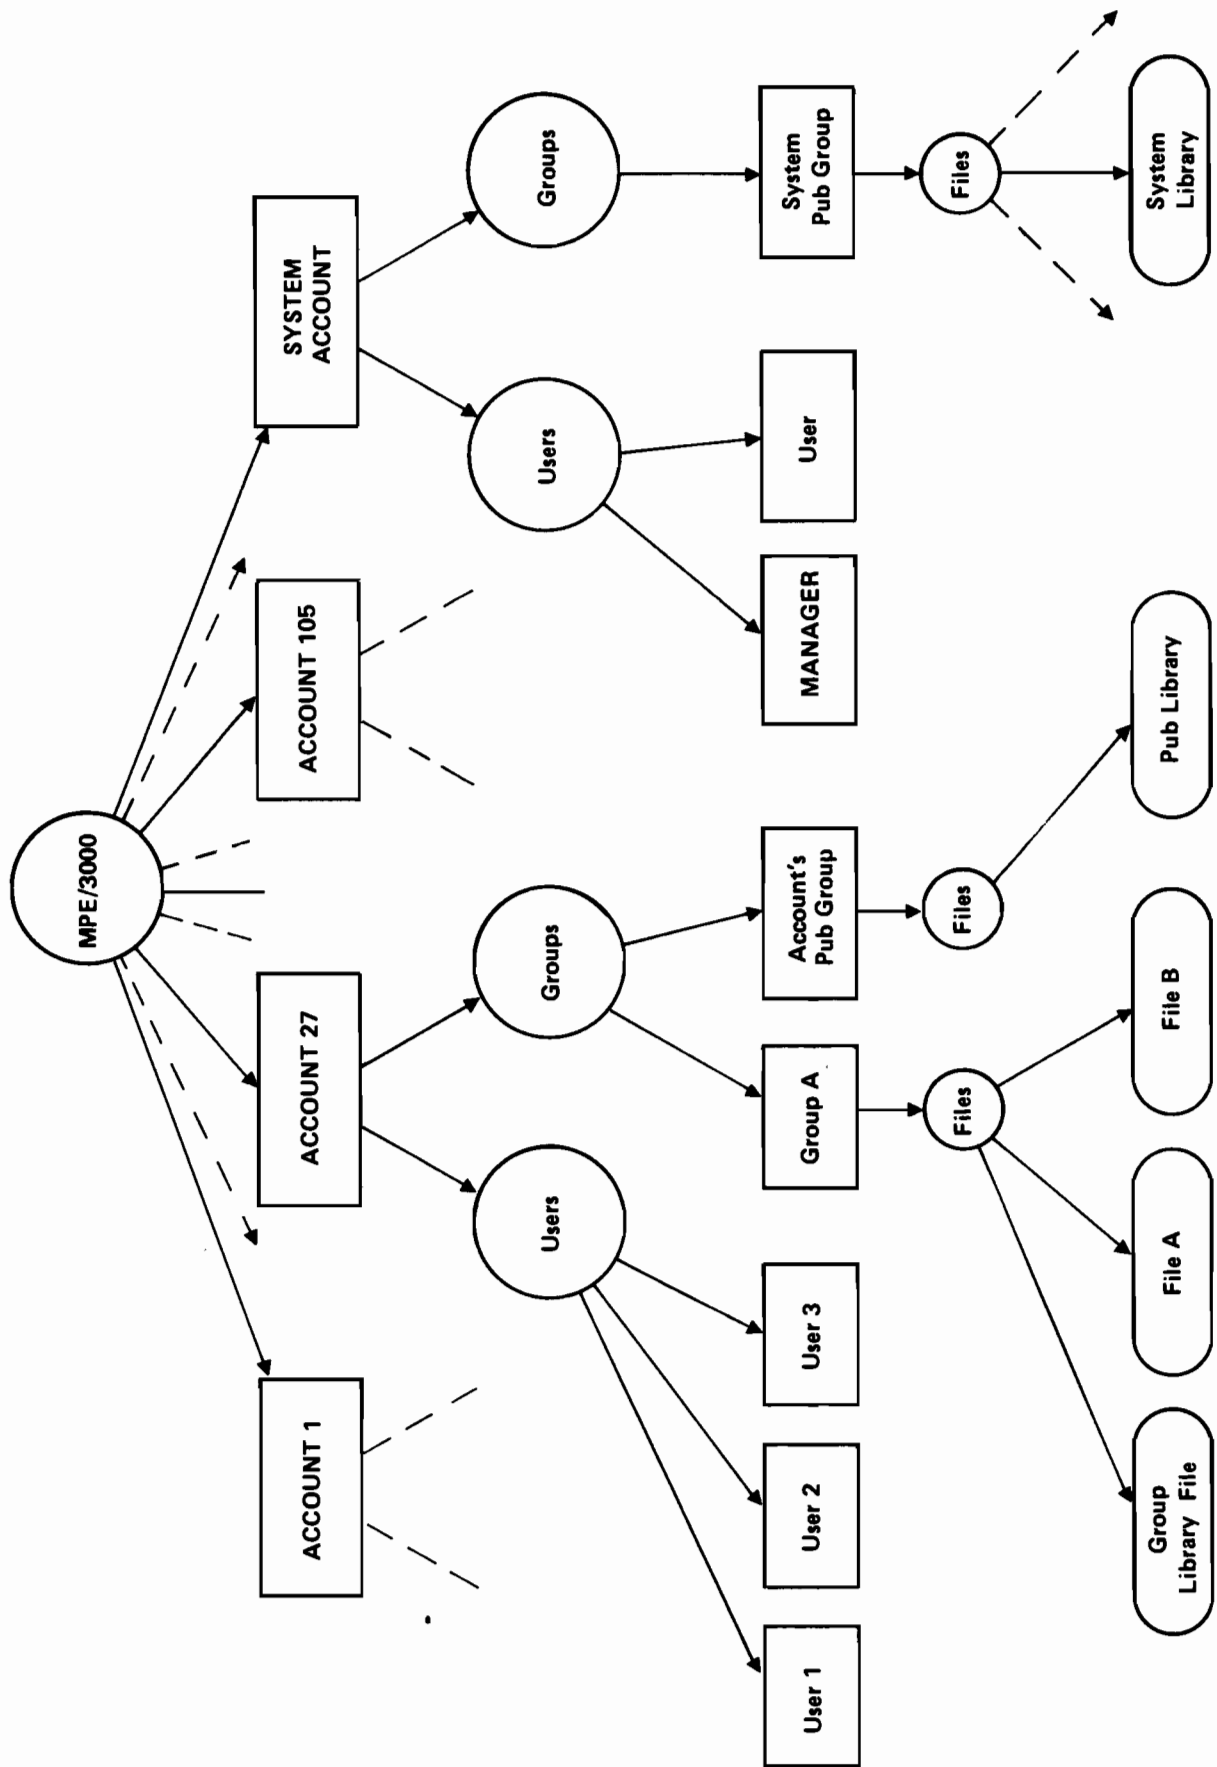 MPE/3000
ACCOUNT 1
ACCOUNT 27
ACCOUNT 105
SYSTEM
ACCOUNT
Users
Groups
Users
Groups
User 1
User 2
User 3
Group A
Account's
Pub Group
MANAGER
User
System
Pub Group
Files
Files
Files
Group
Library File
File A
File B
Pub Library
System
Library